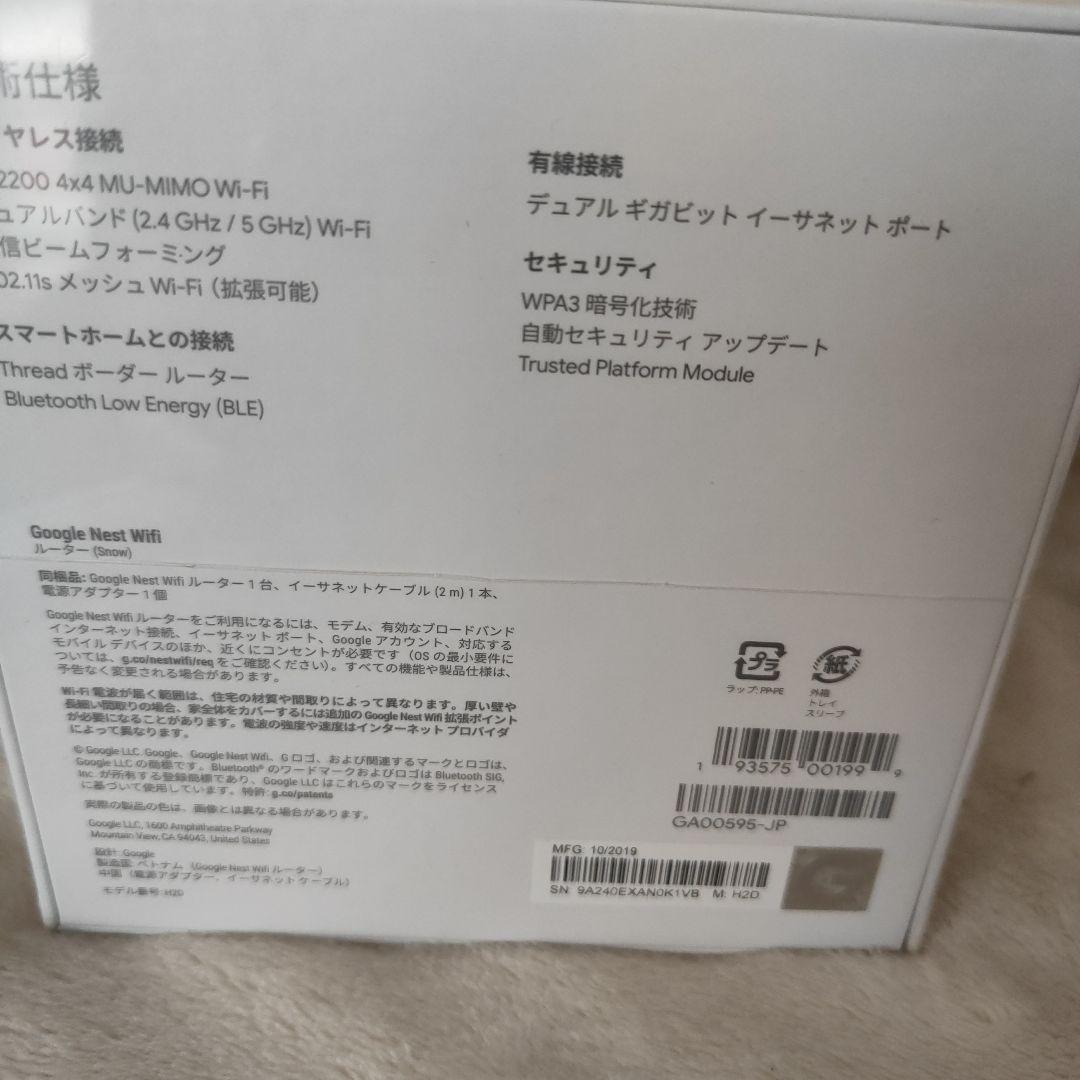 術仕様
ヤレス接続
2200 4x4 MU-MIMO Wi-Fi
ュアルバンド (2.4 GHz / 5 GHz) Wi-Fi
信ビームフォーミング
02.11s メッシュ Wi-Fi（拡張可能）
スマートホームとの接続
Thread ボーダー ルーター
Bluetooth Low Energy (BLE)
有線接続
デュアル ギガビット イーサネット ポート
セキュリティ
WPA3 暗号化技術
自動セキュリティ アップデート
Trusted Platform Module
Google Nest Wifi
ルーター (Snow)
同梱品: Google Nest Wifi ルーター 1 台、イーサネットケーブル (2 m) 1 本、
電源アダプター 1 個
Google Nest Wifi ルーターをご利用になるには、モデム、有効なブロードバンド
インターネット接続、イーサネット ポート、Google アカウント、対応する
モバイル デバイスのほか、近くにコンセントが必要です（OS の最小要件に
ついては、g.co/nestwifi/req をご確認ください）。すべての機能や製品仕様は、
予告なく変更される場合があります。
Wi-Fi 電波が届く範囲は、住宅の材質や間取りによって異なります。厚い壁や
長細い間取りの場合、家全体をカバーするには追加の Google Nest Wifi 拡張ポイント
が必要になることがあります。電波の強度や速度はインターネット プロバイダ
によって異なります。
© Google LLC. Google、Google Nest Wifi、G ロゴ、および関連するマークとロゴは、
Google LLC の商標です。Bluetooth® のワードマークおよびロゴは Bluetooth SIG,
Inc. が所有する登録商標であり、Google LLC はこれらのマークをライセンス
に基づいて使用しています。特許: g.co/patents
実際の製品の色は、画像とは異なる場合があります。
Google LLC, 1600 Amphitheatre Parkway
Mountain View, CA 94043, United States
設計: Google
製造国: ベトナム（Google Nest Wifi ルーター）
中国（電源アダプター、イーサネットケーブル）
モデル番号: H2D
プラ
ラップ: PP-PE
紙
外箱
トレイ
スリーブ
1 93575 00199 9
GA00595-JP
MFG: 10/2019
SN: 9A240EXAN0K1VB M: H2D
G